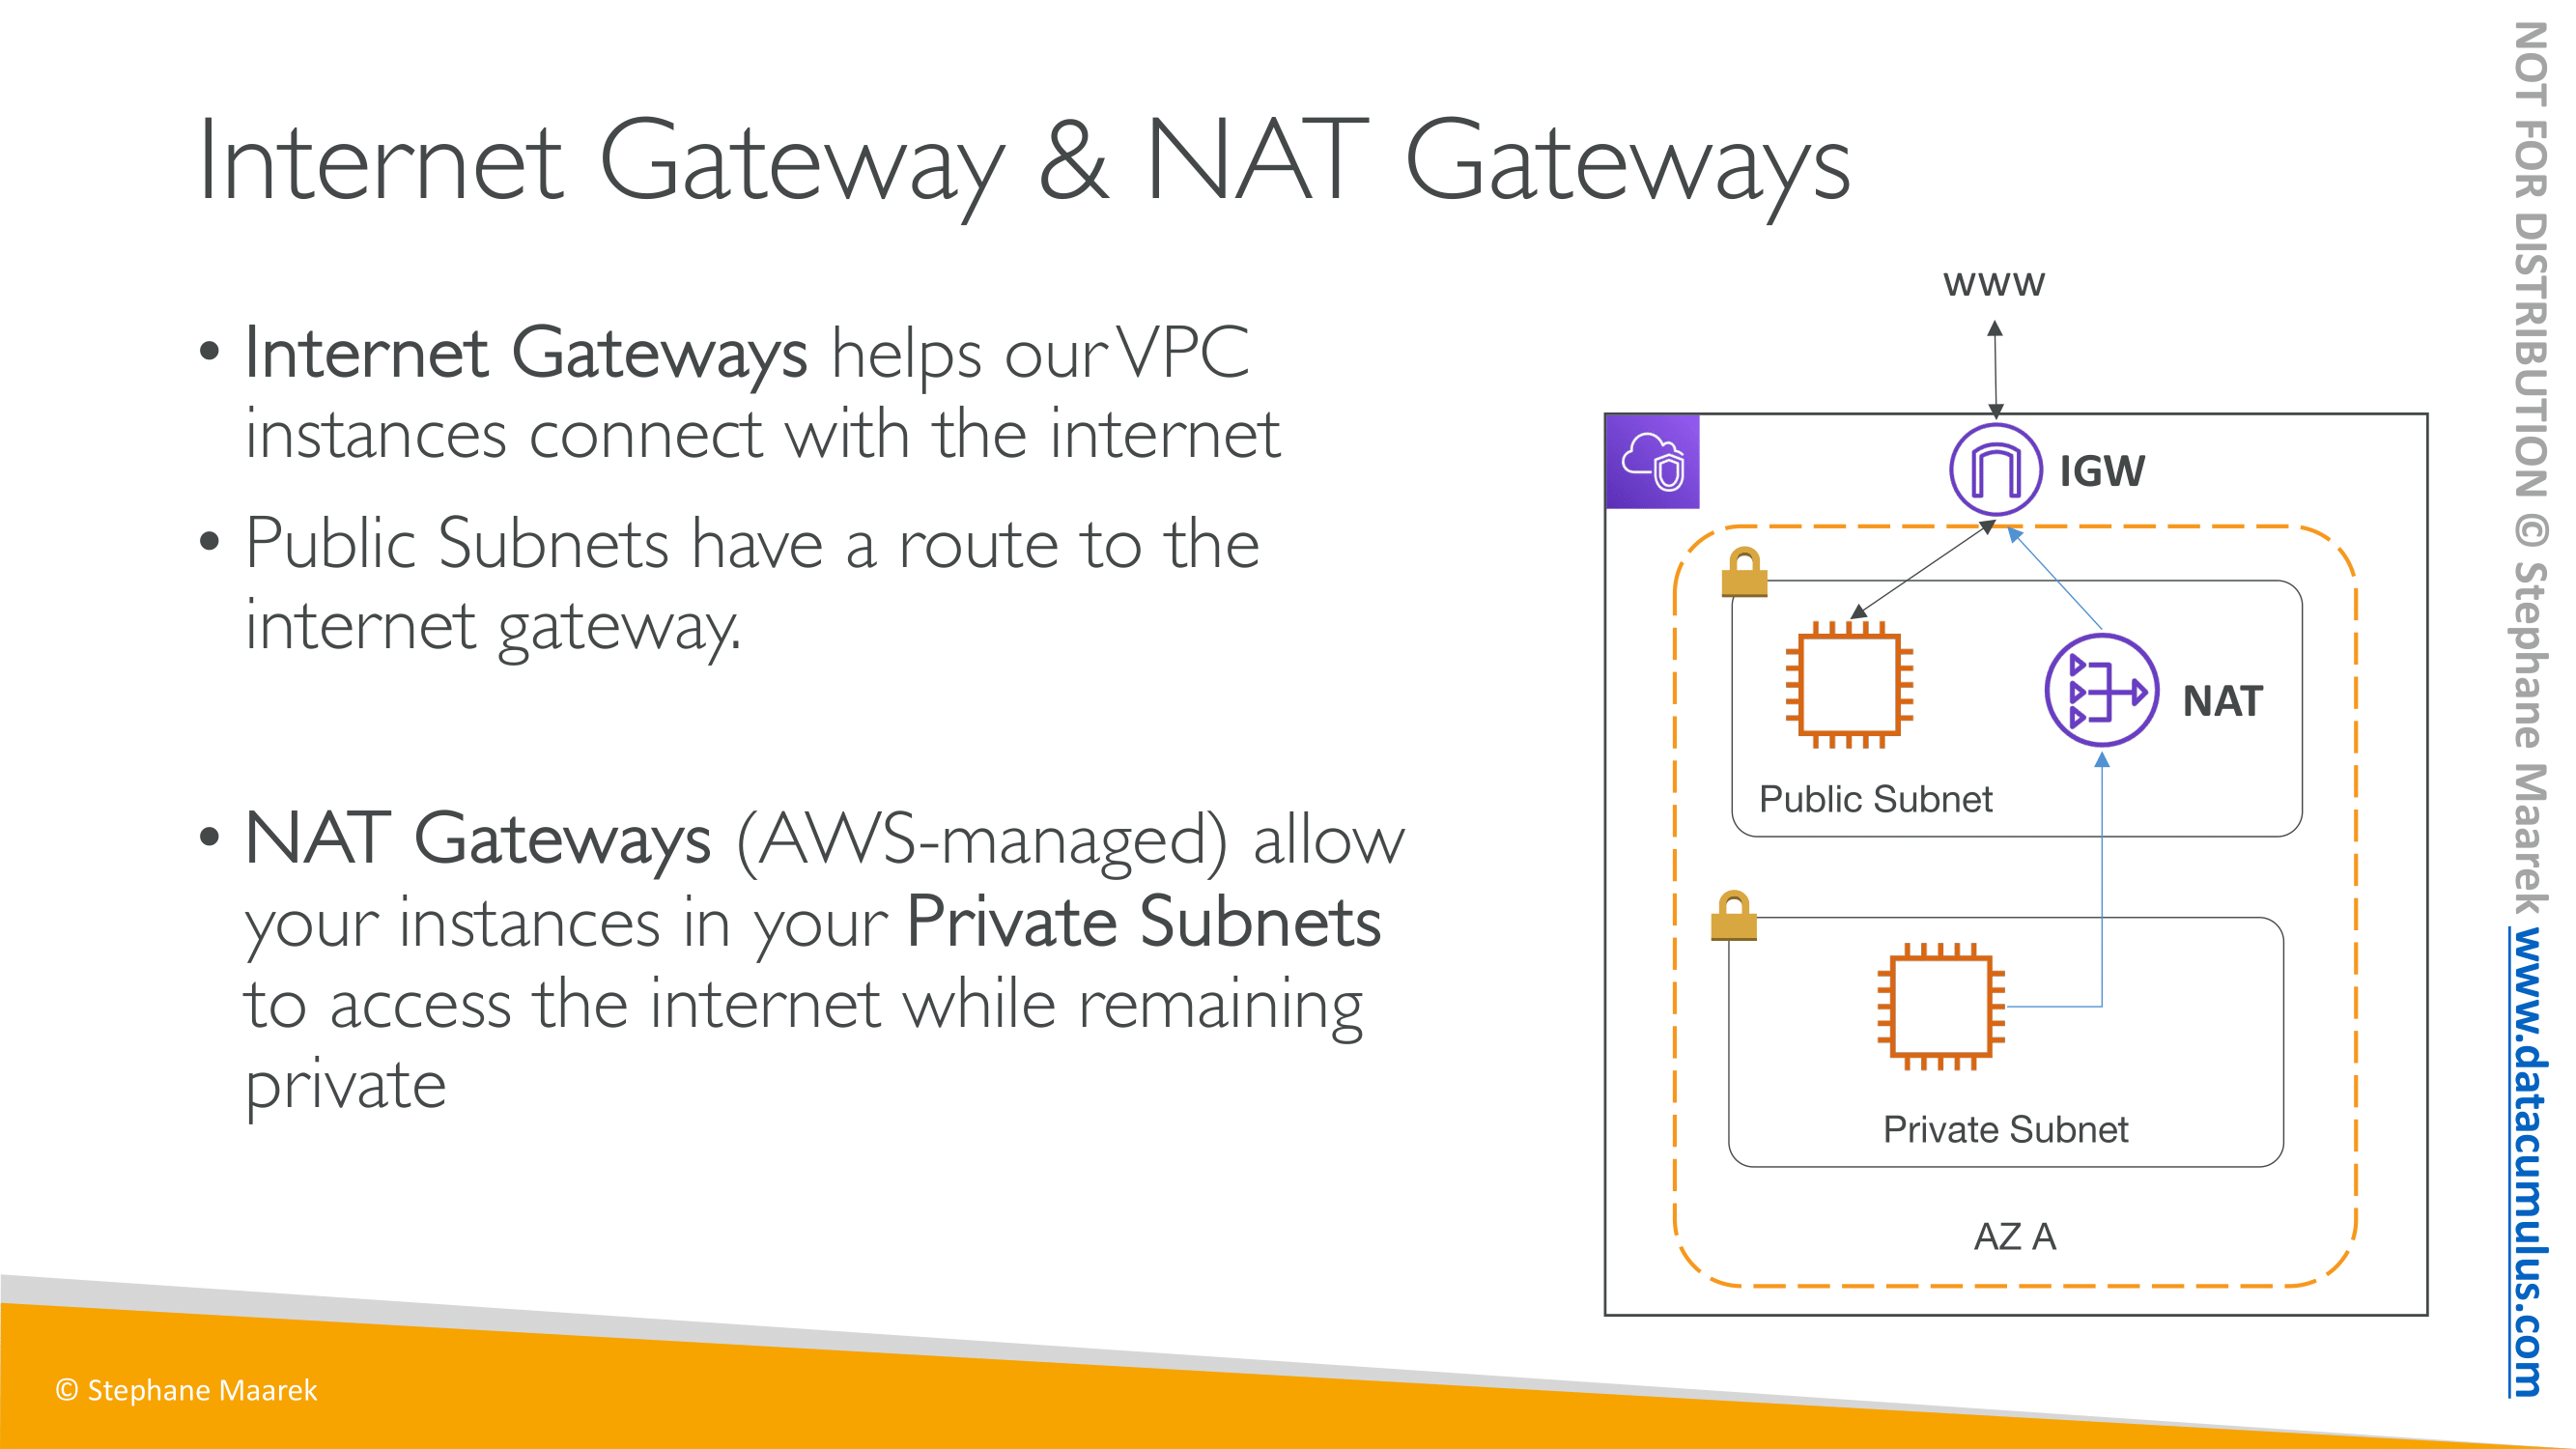 Internet Gateway & NAT Gateways
• Internet Gateways helps our VPC
instances connect with the internet
• Public Subnets have a route to the
internet gateway.
• NAT Gateways (AWS-managed) allow
your instances in your Private Subnets
to access the internet while remaining
private
www
IGW
NAT
Public Subnet
Private Subnet
AZ A
© Stephane Maarek
NOT FOR DISTRIBUTION © Stephane Maarek www.datacumulus.com